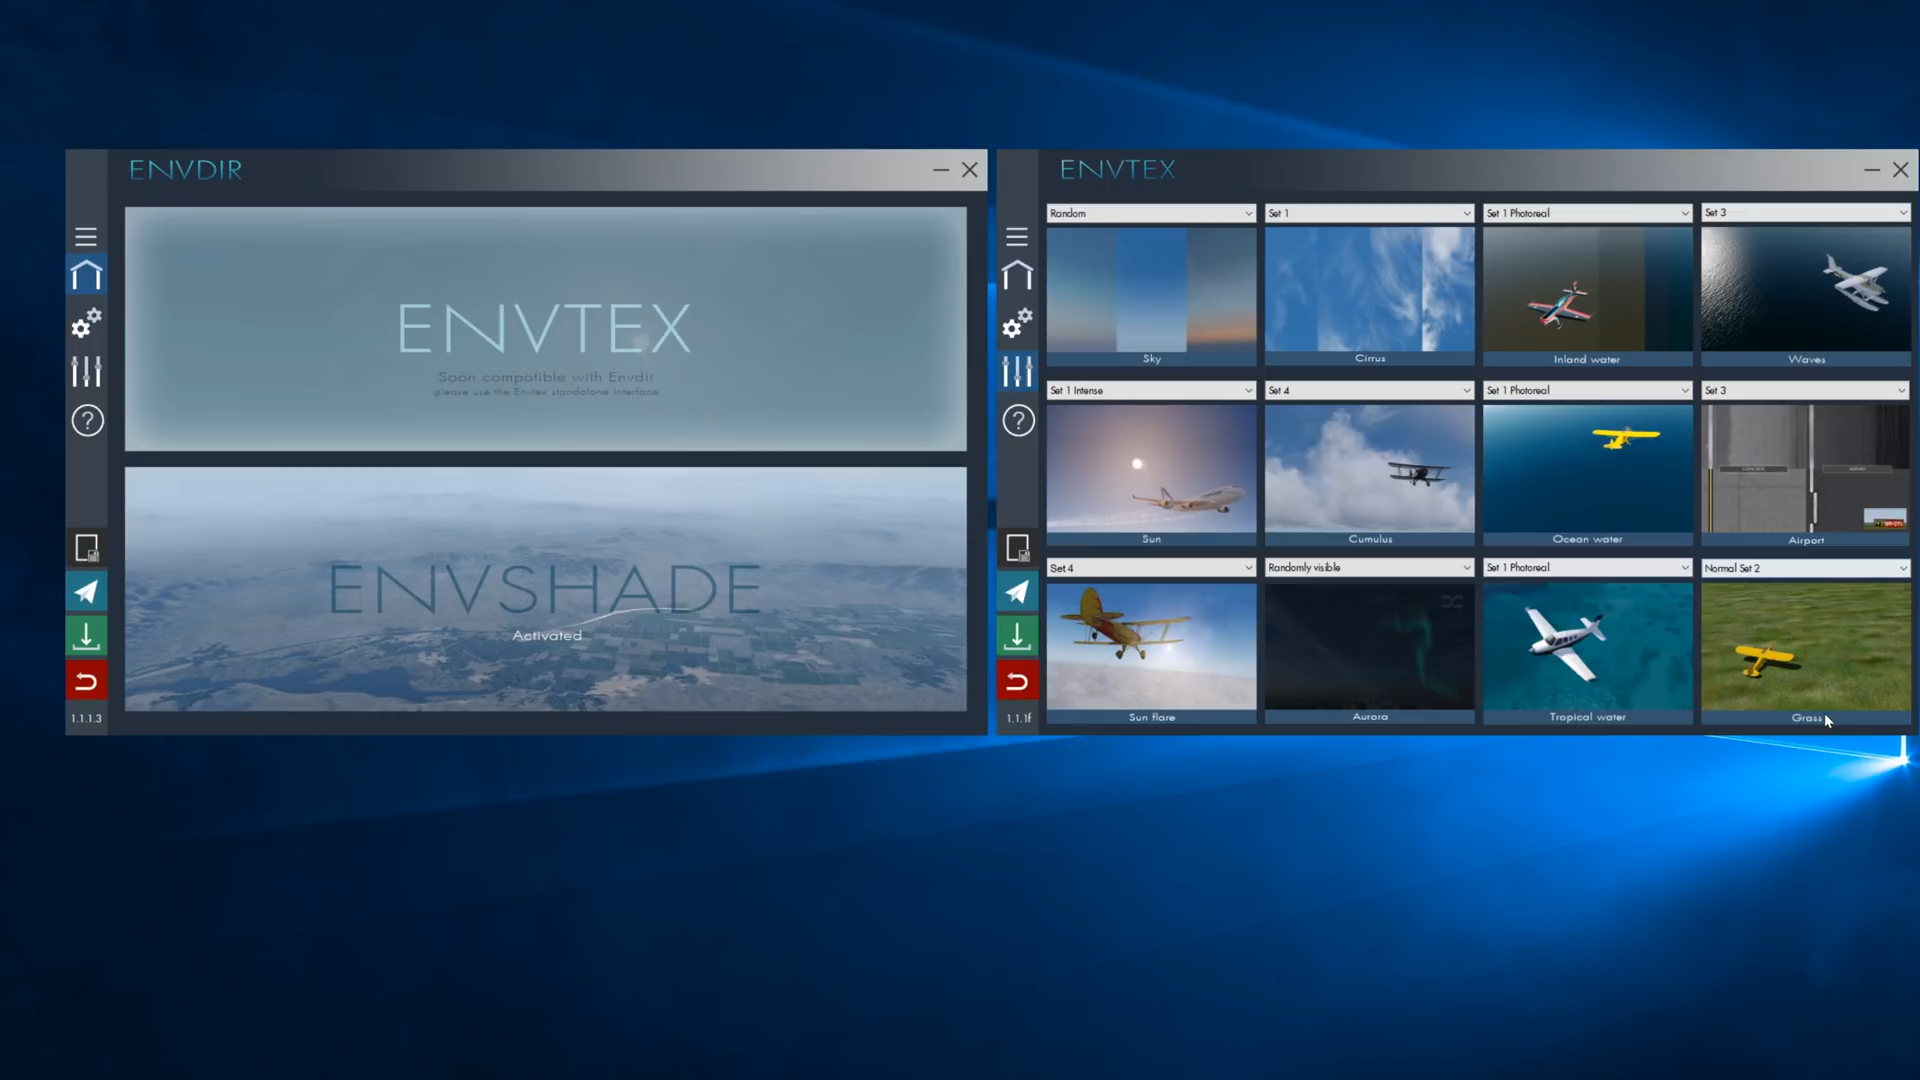 ENVDIR
ENVTEX
Soon compatible with Envdir
please use the Envtex standalone interface
ENVSHADE
Activated
1.1.1.3
ENVTEX
Random
Set 1
Set 1 Photoreal
Set 3
Sky
Cirrus
Inland water
Waves
Set 1 Intense
Set 4
Set 1 Photoreal
Set 3
Sun
Cumulus
Ocean water
Airport
Set 4
Randomly visible
Set 1 Photoreal
Normal Set 2
Sun flare
Aurora
Tropical water
Grass
1.1.1f